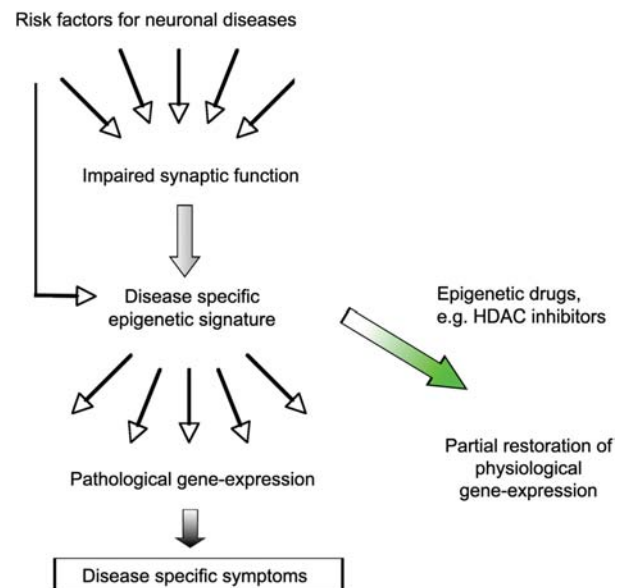 Risk factors for neuronal diseases
Impaired synaptic function
Disease specific
epigenetic signature
Epigenetic drugs,
e.g. HDAC inhibitors
Partial restoration of
physiological
gene-expression
Pathological gene-expression
Disease specific symptoms